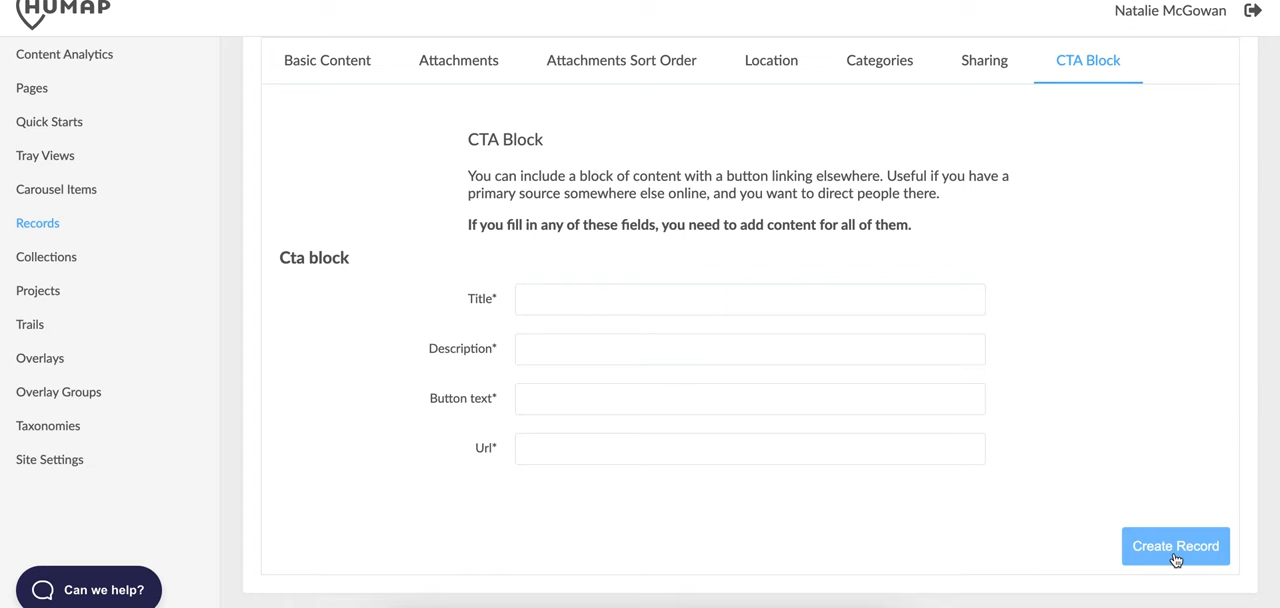 HUMAP
Natalie McGowan
Content Analytics
Pages
Quick Starts
Tray Views
Carousel Items
Records
Collections
Projects
Trails
Overlays
Overlay Groups
Taxonomies
Site Settings
Can we help?
Basic Content
Attachments
Attachments Sort Order
Location
Categories
Sharing
CTA Block
CTA Block
You can include a block of content with a button linking elsewhere. Useful if you have a
primary source somewhere else online, and you want to direct people there.
If you fill in any of these fields, you need to add content for all of them.
Cta block
Title*
Description*
Button text*
Url*
Create Record